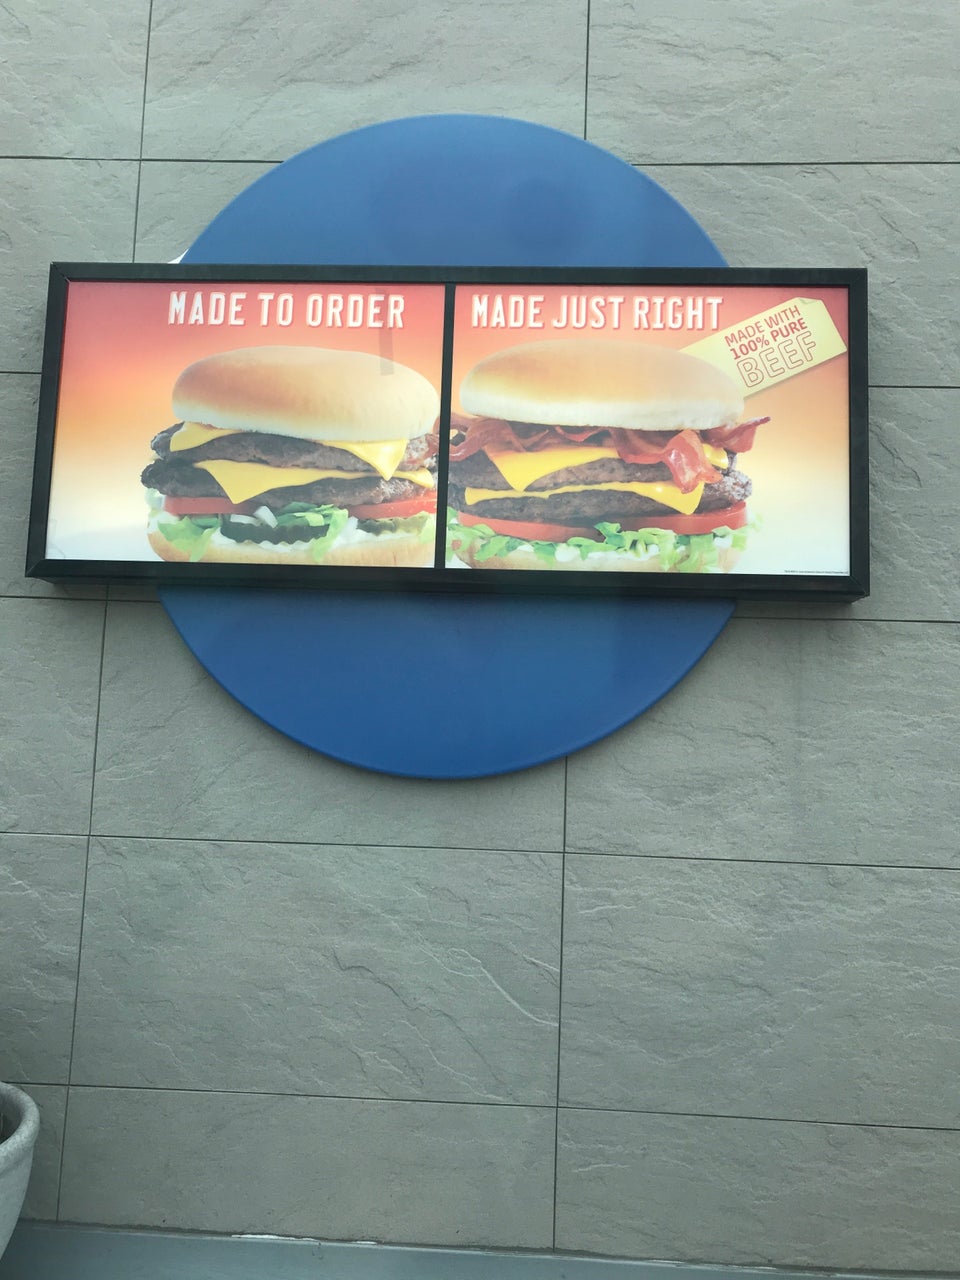 MADE TO ORDER
MADE JUST RIGHT
MADE WITH
100% PURE
BEEF